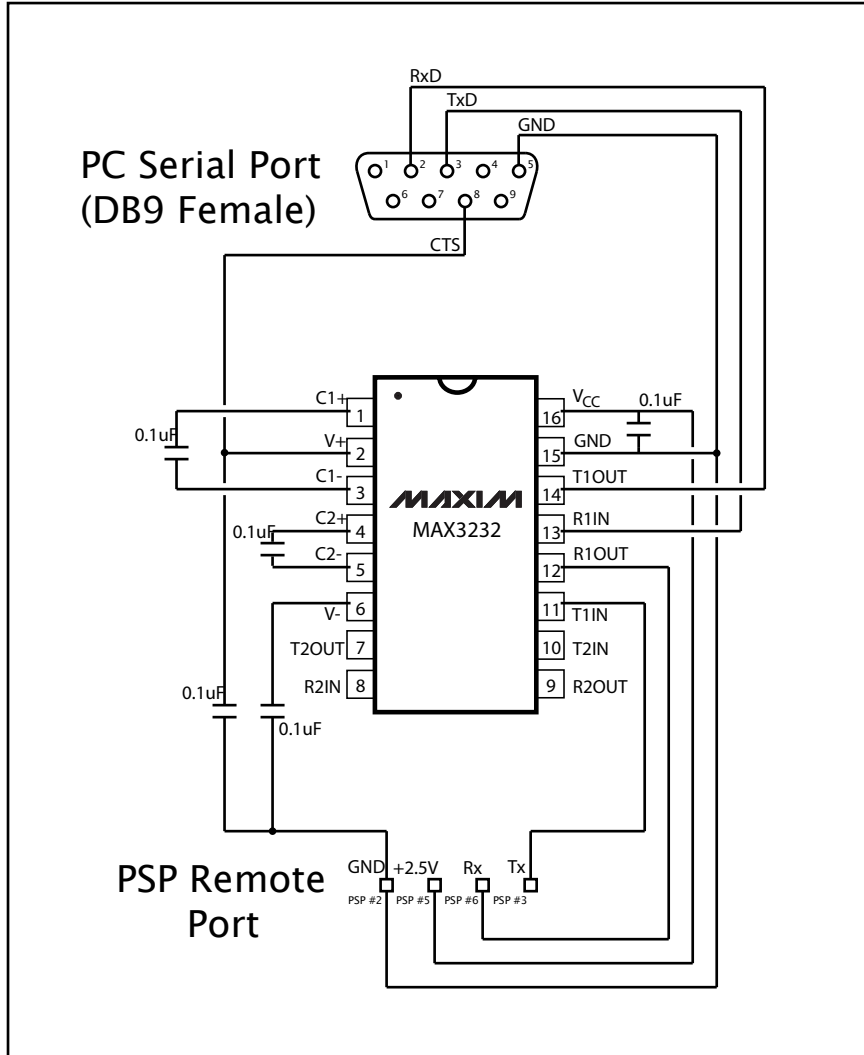 RxD
TxD
GND
PC Serial Port
(DB9 Female)
1 2 3 4 5
6 7 8 9
CTS
C1+
1
V+
2
C1-
3
C2+
4
C2-
5
V-
6
T2OUT
7
R2IN
8
0.1uF
0.1uF
0.1uF
0.1uF
MAXIM
MAX3232
16
VCC
0.1uF
15
GND
14
T1OUT
13
R1IN
12
R1OUT
11
T1IN
10
T2IN
9
R2OUT
PSP Remote
Port
GND +2.5V Rx Tx
PSP #2 PSP #5 PSP #6 PSP #3